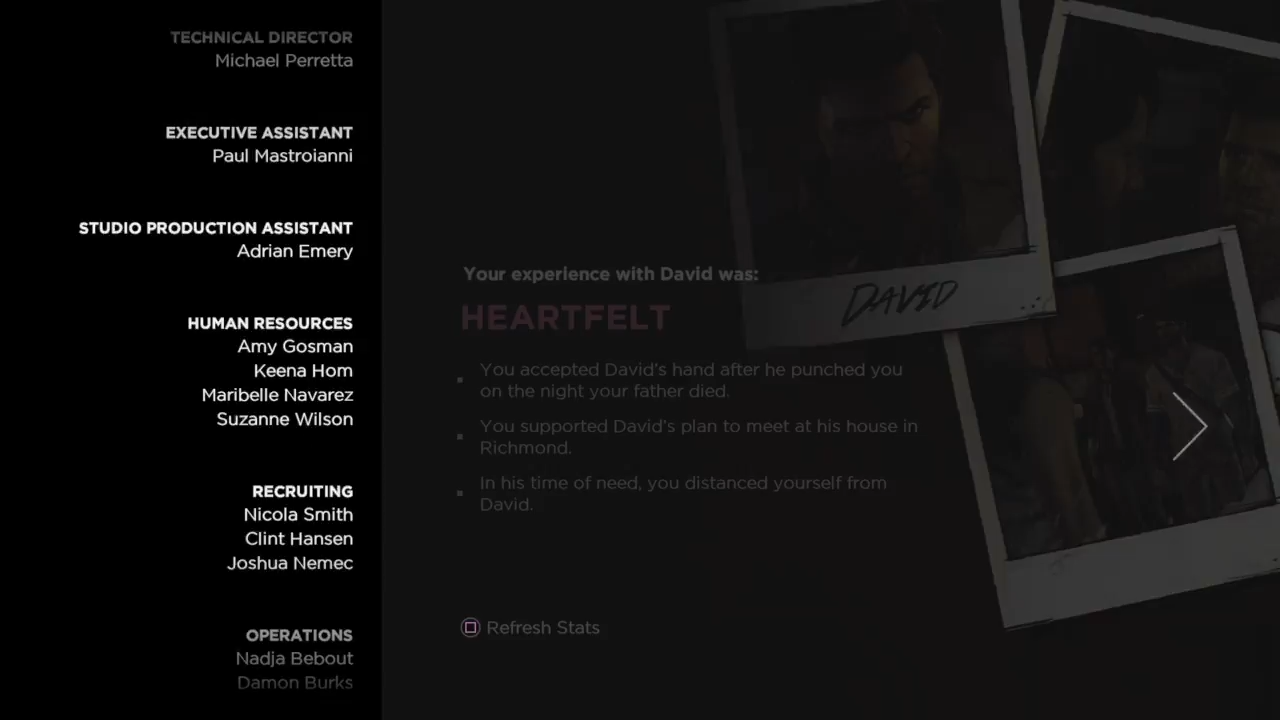 TECHNICAL DIRECTOR
Michael Perretta
EXECUTIVE ASSISTANT
Paul Mastroianni
STUDIO PRODUCTION ASSISTANT
Adrian Emery
HUMAN RESOURCES
Amy Gosman
Keena Hom
Maribelle Navarez
Suzanne Wilson
RECRUITING
Nicola Smith
Clint Hansen
Joshua Nemec
OPERATIONS
Nadja Bebout
Damon Burks
Your experience with David was:
HEARTFELT
You accepted David's hand after he punched you
on the night your father died.
You supported David's plan to meet at his house in
Richmond.
In his time of need, you distanced yourself from
David.
Refresh Stats
DAVID